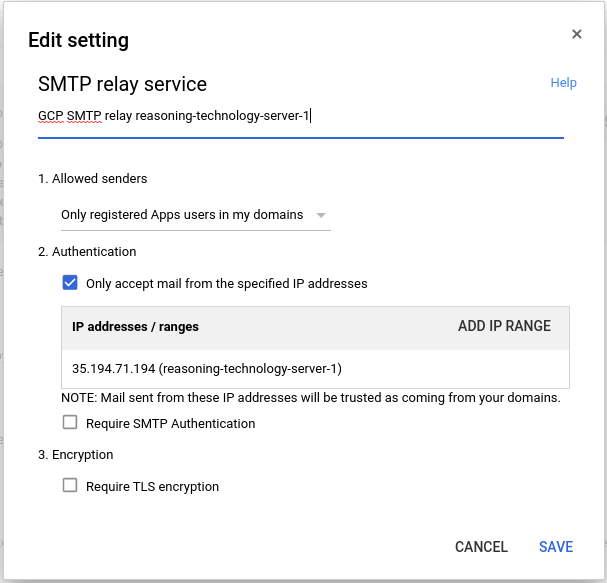 Edit setting
×
SMTP relay service
Help
GCP SMTP relay reasoning-technology-server-1
1. Allowed senders
Only registered Apps users in my domains
2. Authentication
Only accept mail from the specified IP addresses
IP addresses / ranges
ADD IP RANGE
35.194.71.194 (reasoning-technology-server-1)
NOTE: Mail sent from these IP addresses will be trusted as coming from your domains.
Require SMTP Authentication
3. Encryption
Require TLS encryption
CANCEL
SAVE